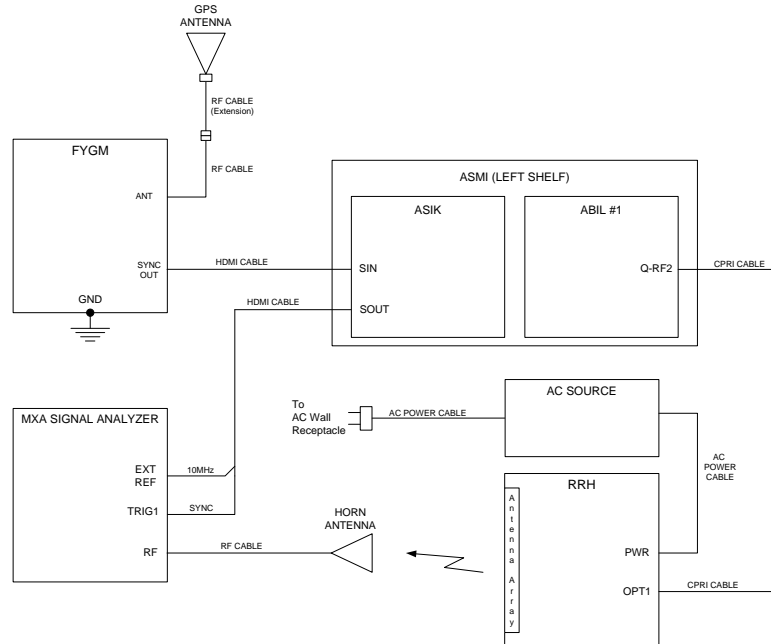 GPS
ANTENNA
RF CABLE
(Extension)
RF CABLE
FYGM
ANT
SYNC
OUT
GND
HDMI CABLE
HDMI CABLE
ASMI (LEFT SHELF)
ASIK
SIN
SOUT
ABIL #1
Q-RF2
CPRI CABLE
MXA SIGNAL ANALYZER
EXT
REF
10MHz
TRIG1
SYNC
RF
RF CABLE
HORN
ANTENNA
To
AC Wall
Receptacle
AC POWER CABLE
AC SOURCE
AC
POWER
CABLE
RRH
Antenna Array
PWR
OPT1
CPRI CABLE